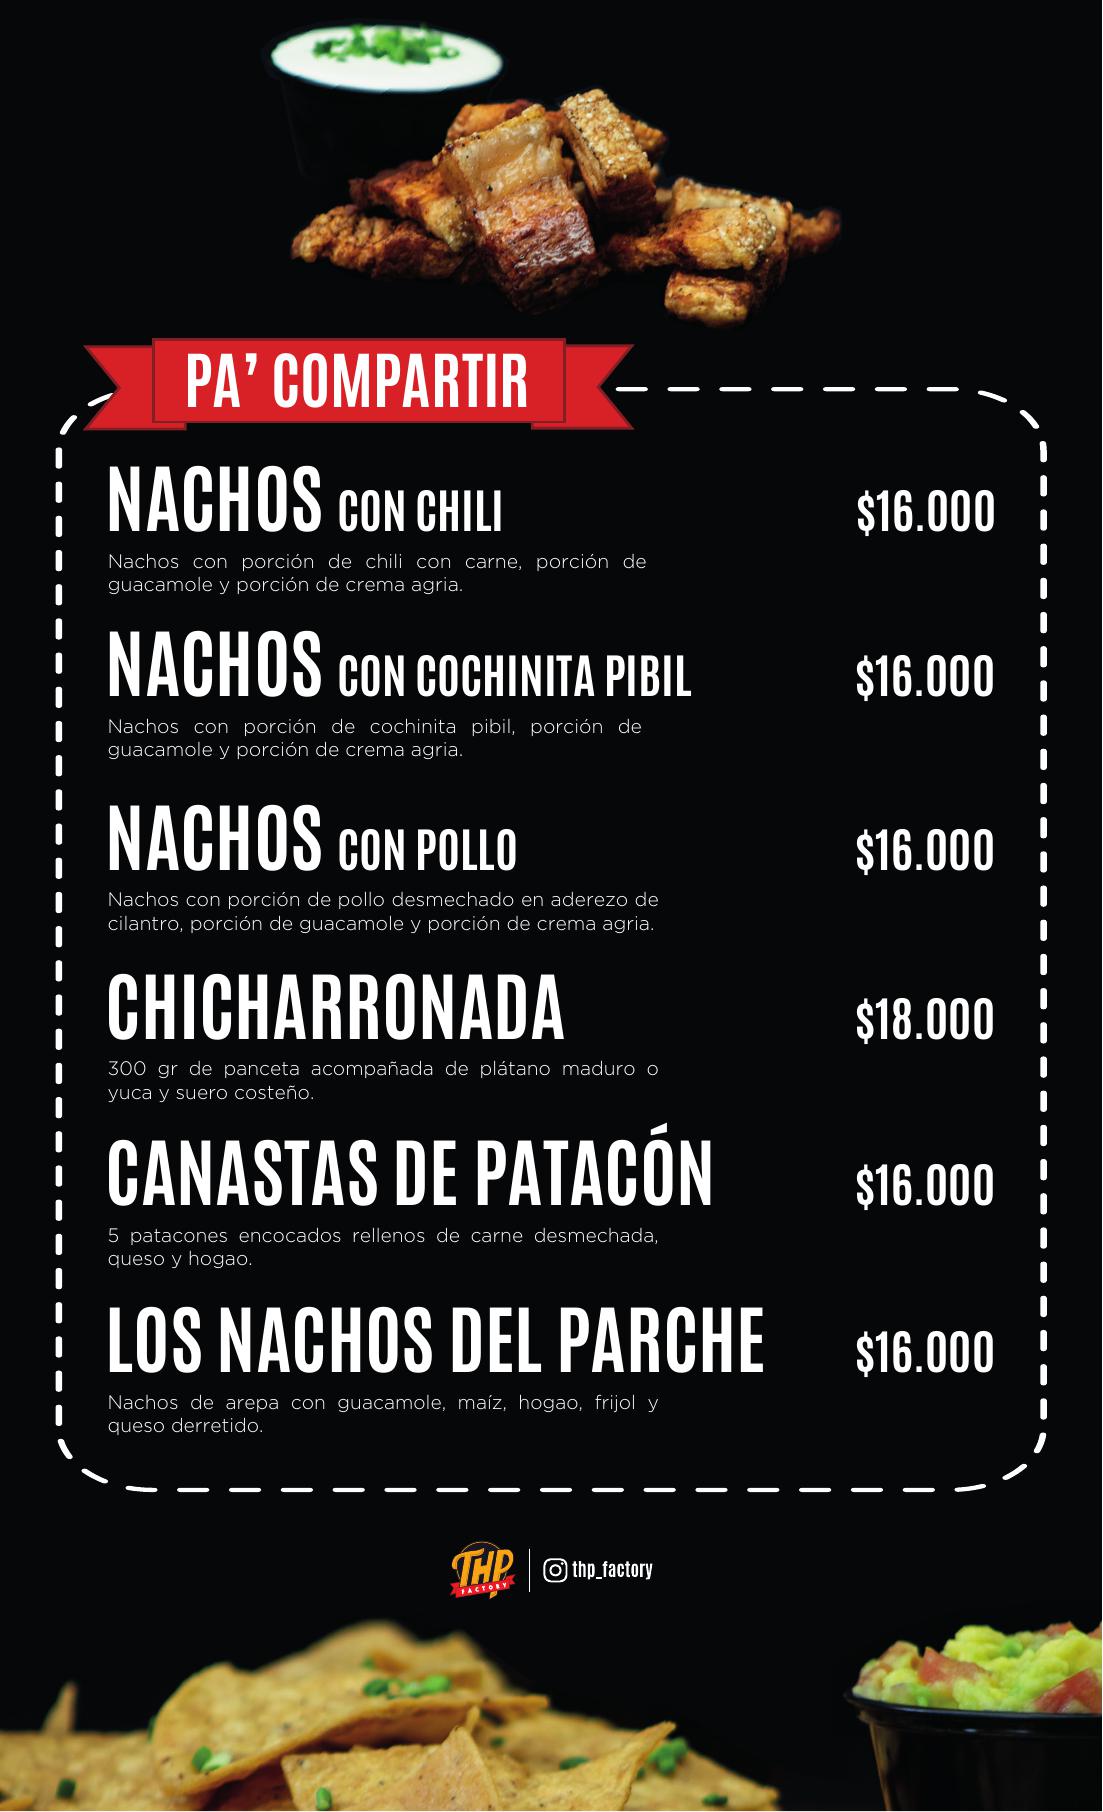 PA’ COMPARTIR
NACHOS CON CHILI $16.000
Nachos con porción de chili con carne, porción de
guacamole y porción de crema agria.
NACHOS CON COCHINITA PIBIL $16.000
Nachos con porción de cochinita pibil, porción de
guacamole y porción de crema agria.
NACHOS CON POLLO $16.000
Nachos con porción de pollo desmechado en aderezo de
cilantro, porción de guacamole y porción de crema agria.
CHICHARRONADA $18.000
300 gr de panceta acompañada de plátano maduro o
yuca y suero costeño.
CANASTAS DE PATACÓN $16.000
5 patacones encocados rellenos de carne desmechada,
queso y hogao.
LOS NACHOS DEL PARCHE $16.000
Nachos de arepa con guacamole, maíz, hogao, frijol y
queso derretido.
THP FACTORY thp_factory